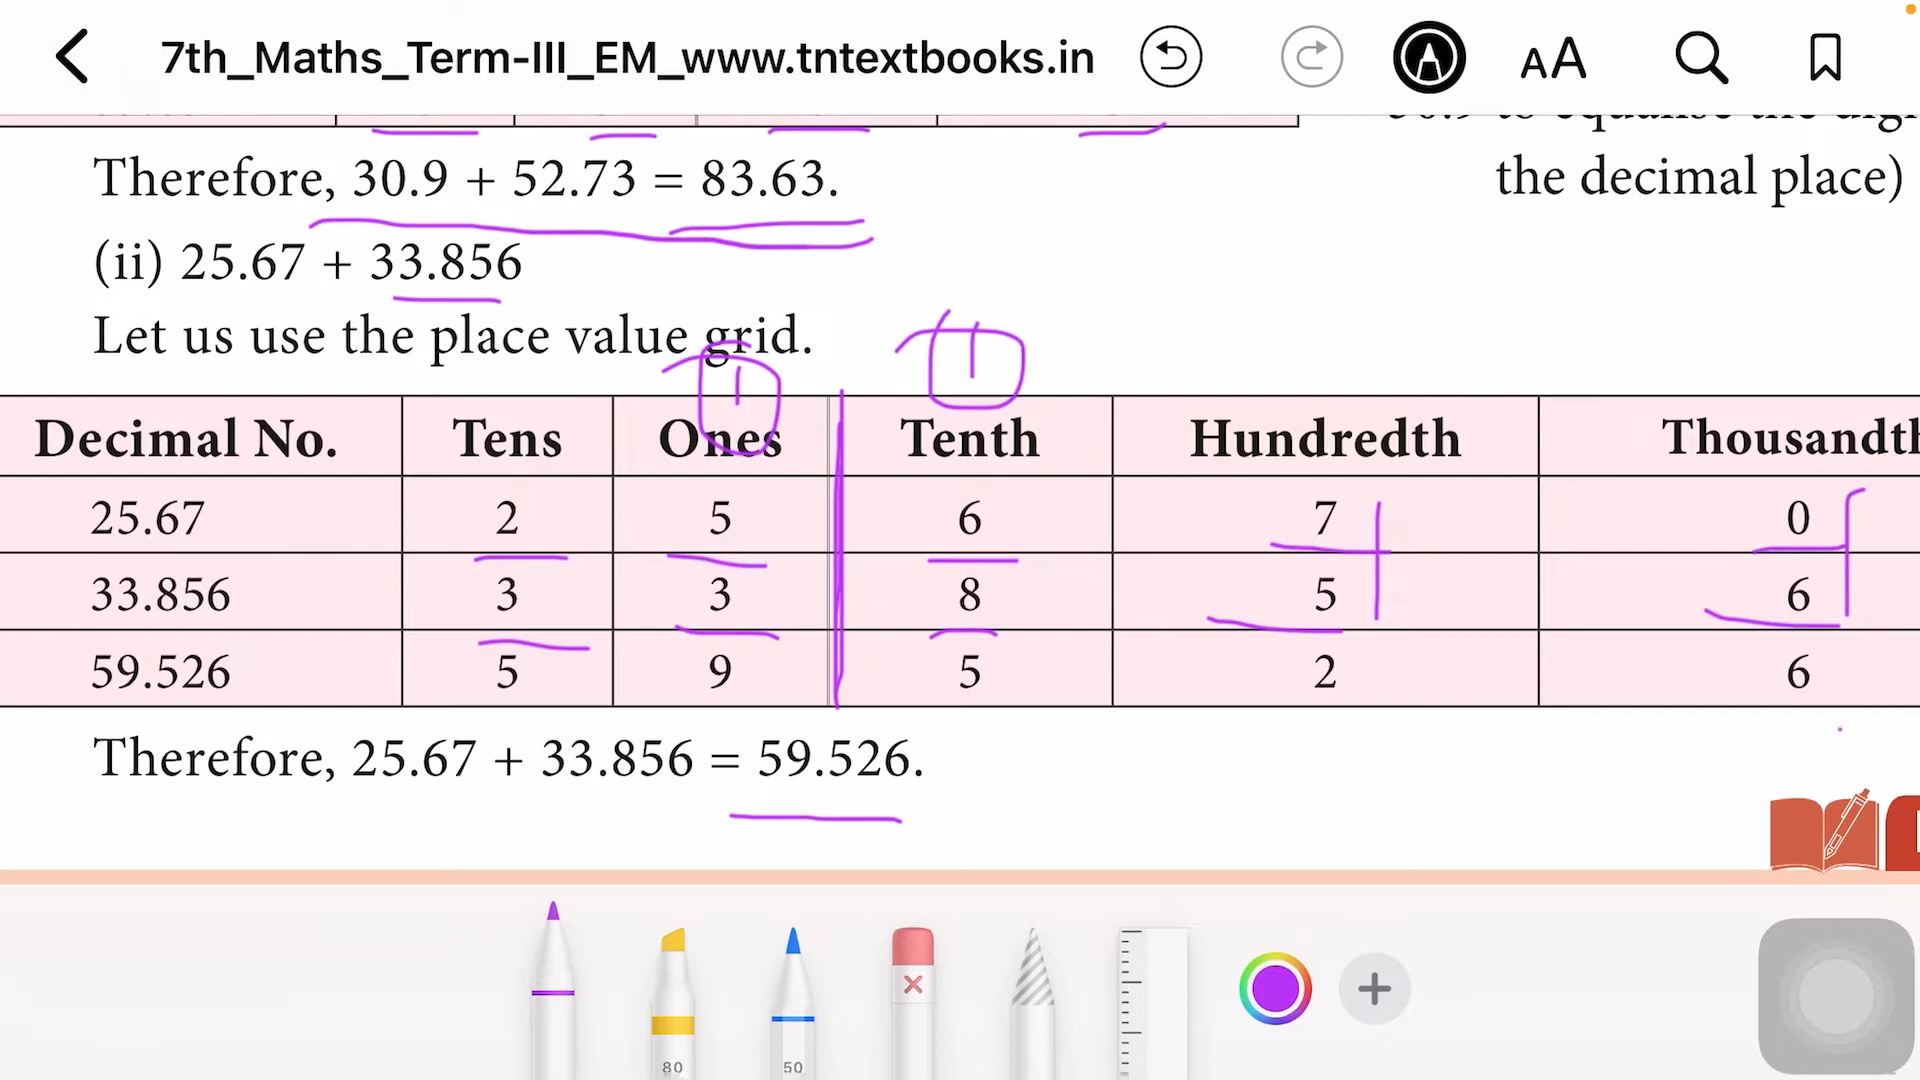 7th_Maths_Term-III_EM_www.tntextbooks.in
AA
Therefore, 30.9 + 52.73 = 83.63.
the decimal place)
(ii) 25.67 + 33.856
Let us use the place value grid.
1 1
Decimal No. Tens Ones Tenth Hundredth Thousandth
25.67 2 5 6 7 0
33.856 3 3 8 5 6
59.526 5 9 5 2 6
Therefore, 25.67 + 33.856 = 59.526.
80 50